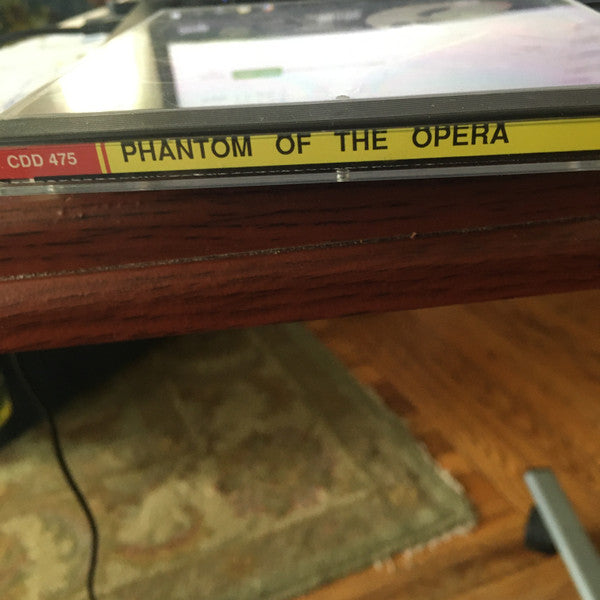 CDD 475 PHANTOM OF THE OPERA